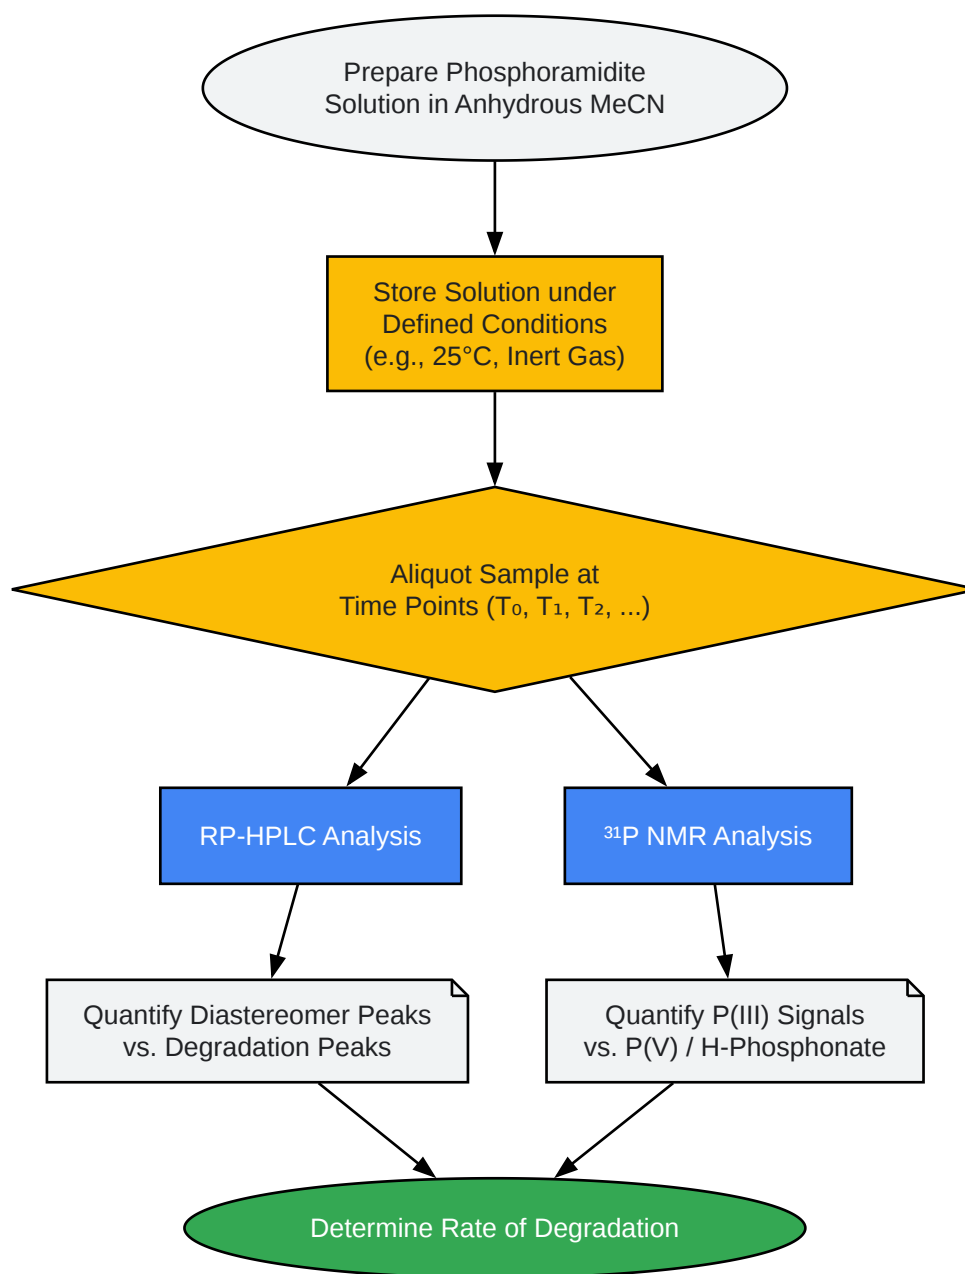 Prepare Phosphoramidite
Solution in Anhydrous MeCN
Store Solution under
Defined Conditions
(e.g., 25°C, Inert Gas)
Aliquot Sample at
Time Points (T₀, T₁, T₂, ...)
RP-HPLC Analysis
³¹P NMR Analysis
Quantify Diastereomer Peaks
vs. Degradation Peaks
Quantify P(III) Signals
vs. P(V) / H-Phosphonate
Determine Rate of Degradation